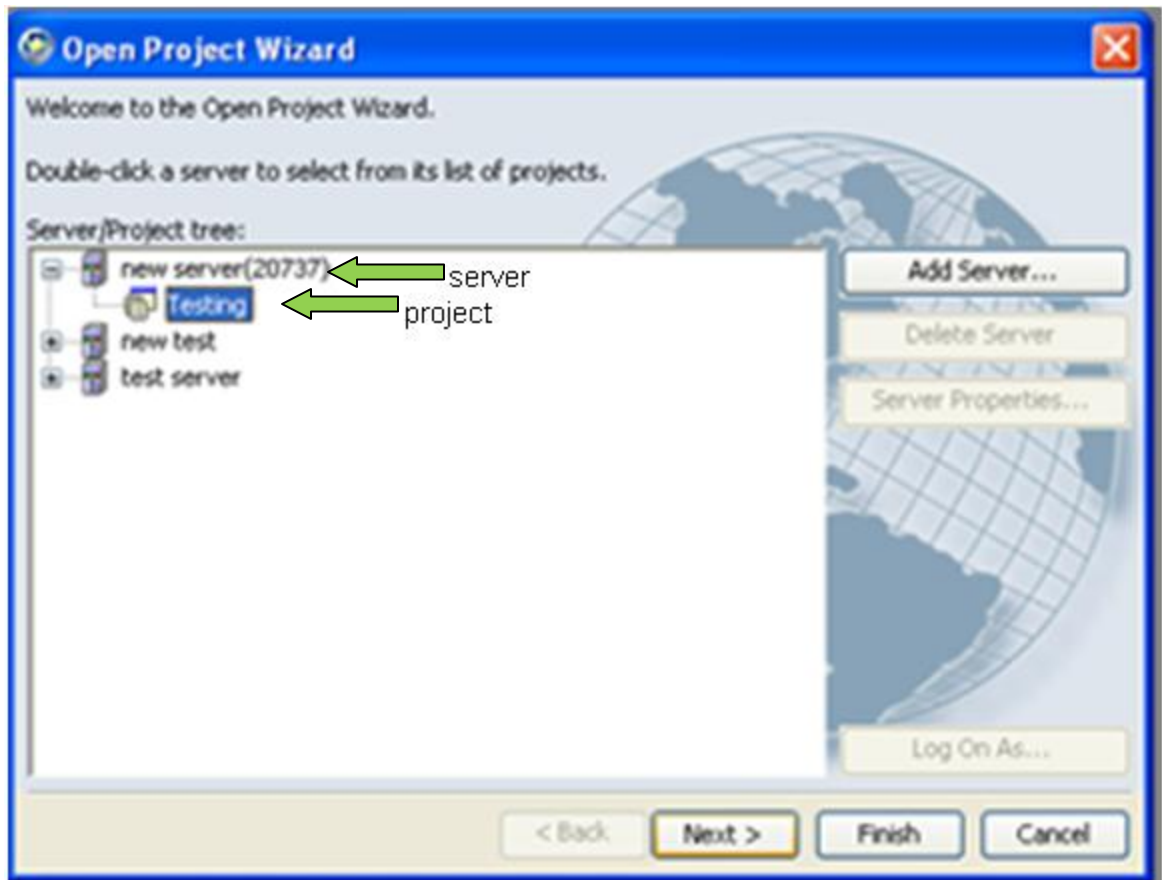 Open Project Wizard
Welcome to the Open Project Wizard.
Double-click a server to select from its list of projects.
Server/Project tree:
new server(20737) server
Testing project
new test
test server
Add Server...
Delete Server
Server Properties...
Log On As...
< Back Next > Finish Cancel